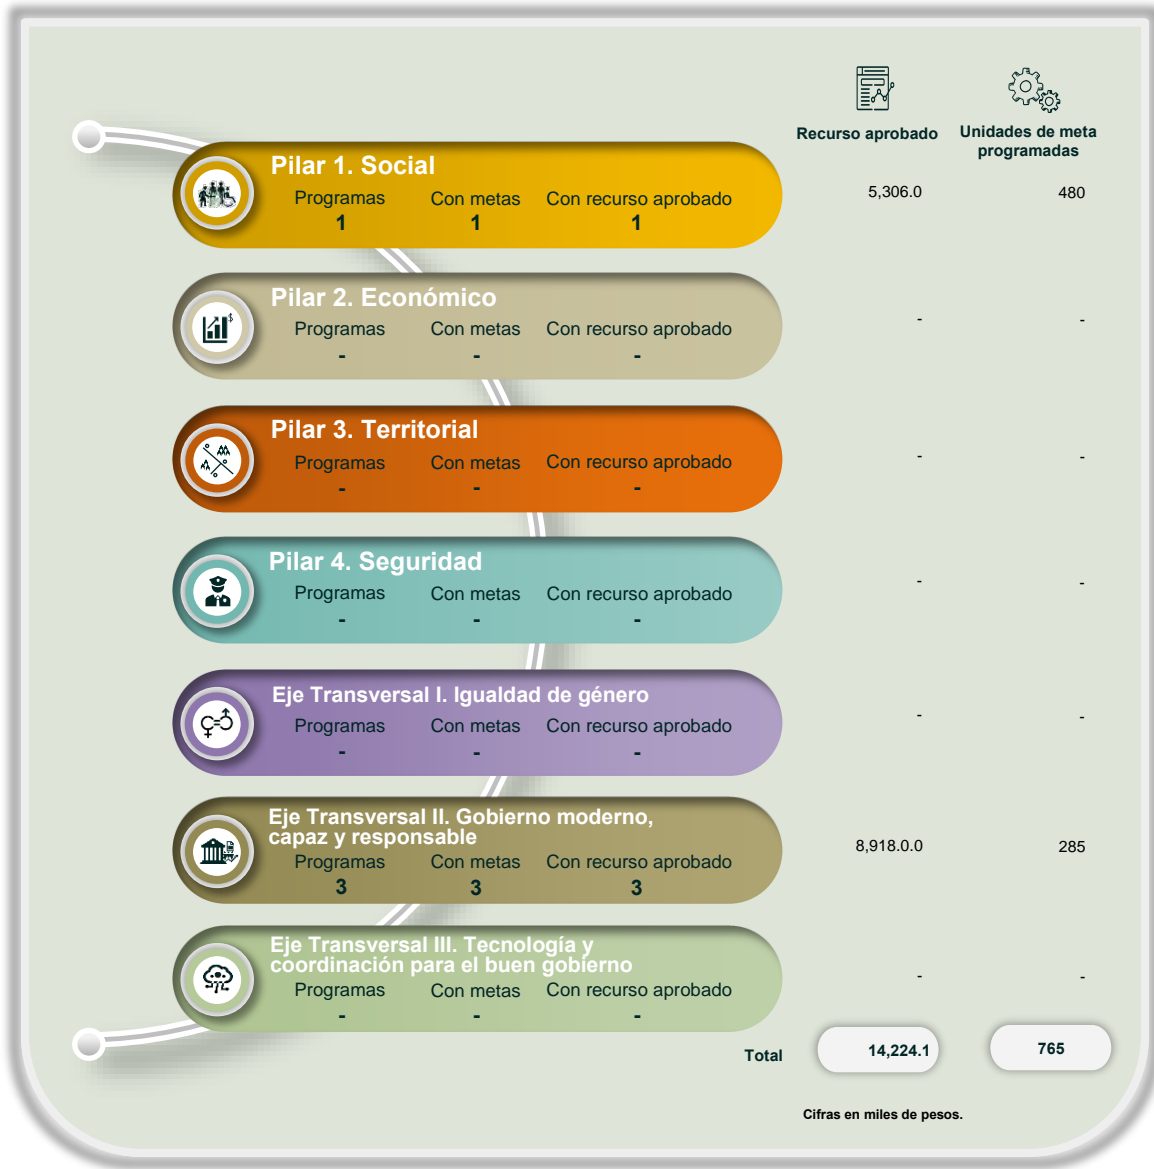 Recurso aprobado
Unidades de meta
programadas
Pilar 1. Social
Programas Con metas Con recurso aprobado
1 1 1
5,306.0 480
Pilar 2. Económico
Programas Con metas Con recurso aprobado
- - -
- -
Pilar 3. Territorial
Programas Con metas Con recurso aprobado
- - -
- -
Pilar 4. Seguridad
Programas Con metas Con recurso aprobado
- - -
- -
Eje Transversal I. Igualdad de género
Programas Con metas Con recurso aprobado
- - -
- -
Eje Transversal II. Gobierno moderno,
capaz y responsable
Programas Con metas Con recurso aprobado
3 3 3
8,918.0.0 285
Eje Transversal III. Tecnología y
coordinación para el buen gobierno
Programas Con metas Con recurso aprobado
- - -
- -
Total 14,224.1 765
Cifras en miles de pesos.